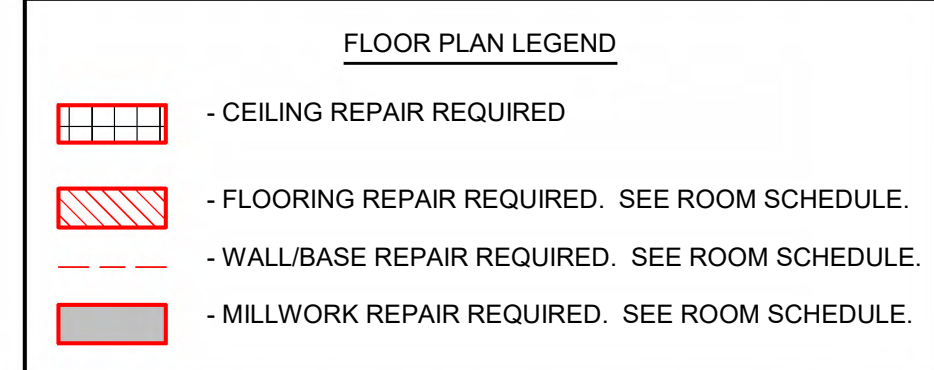 FLOOR PLAN LEGEND
- CEILING REPAIR REQUIRED
- FLOORING REPAIR REQUIRED. SEE ROOM SCHEDULE.
- WALL/BASE REPAIR REQUIRED. SEE ROOM SCHEDULE.
- MILLWORK REPAIR REQUIRED. SEE ROOM SCHEDULE.